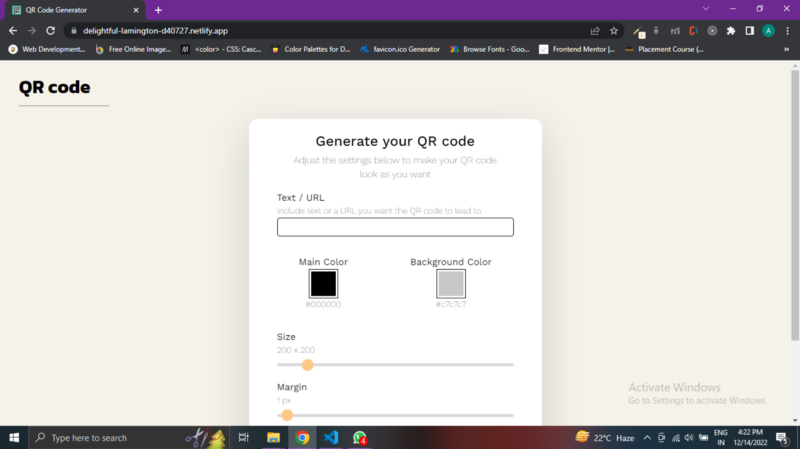 QR Code Generator
delightful-lamington-d40727.netlify.app
Web Development...
Free Online Image...
<color> - CSS: Casc...
Color Palettes for D...
favicon.ico Generator
Browse Fonts - Goo...
Frontend Mentor |...
Placement Course (...
QR code
Generate your QR code
Adjust the settings below to make your QR code
look as you want
Text / URL
Include text or a URL you want the QR code to lead to
Main Color
Background Color
#000000
#c7c7c7
Size
200 x 200
Margin
1 px
Activate Windows
Go to Settings to activate Windows.
Type here to search
22°C Haze
ENG
IN
4:22 PM
12/14/2022